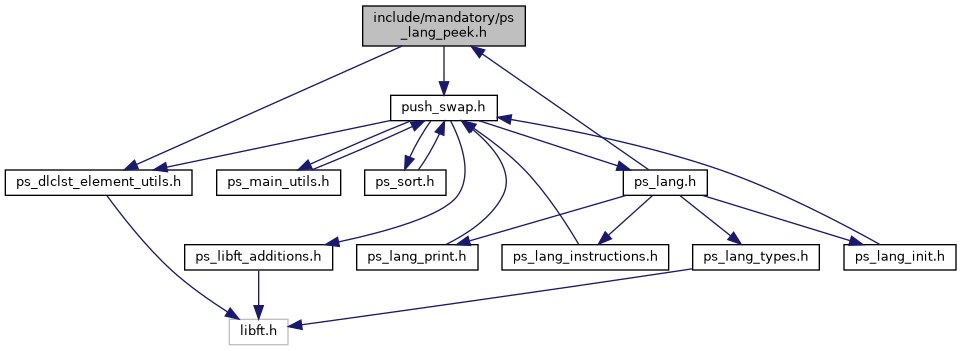 include/mandatory/ps
_lang_peek.h
push_swap.h
ps_dlclst_element_utils.h
ps_main_utils.h
ps_sort.h
ps_lang.h
ps_libft_additions.h
ps_lang_print.h
ps_lang_instructions.h
ps_lang_types.h
ps_lang_init.h
libft.h